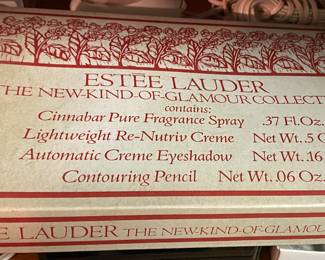 ESTEE LAUDER
THE NEW-KIND-OF-GLAMOUR
contains:
Cinnabar Pure Fragrance Spray .37 Fl.Oz.
Lightweight Re-Nutriv Creme Net Wt. .5
Automatic Creme Eyeshadow Net Wt. .16
Contouring Pencil Net Wt. .06 Oz.
LAUDER THE NEW-KIND-OF-GLAMOU